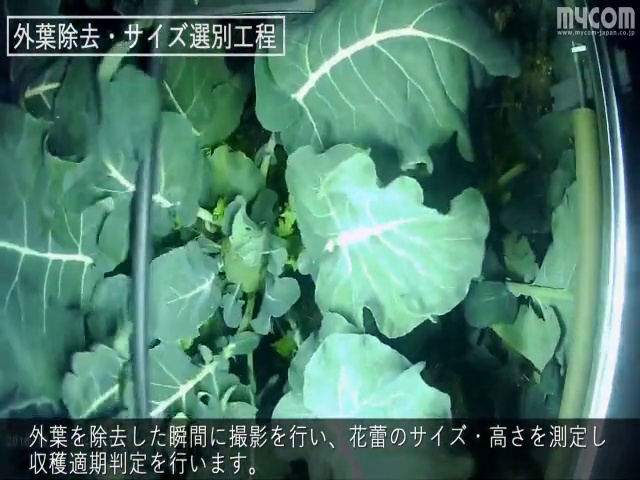 外葉除去・サイズ選別工程
mycom
www.mycom-japan.co.jp
外葉を除去した瞬間に撮影を行い、花蕾のサイズ・高さを測定し
収穫適期判定を行います。